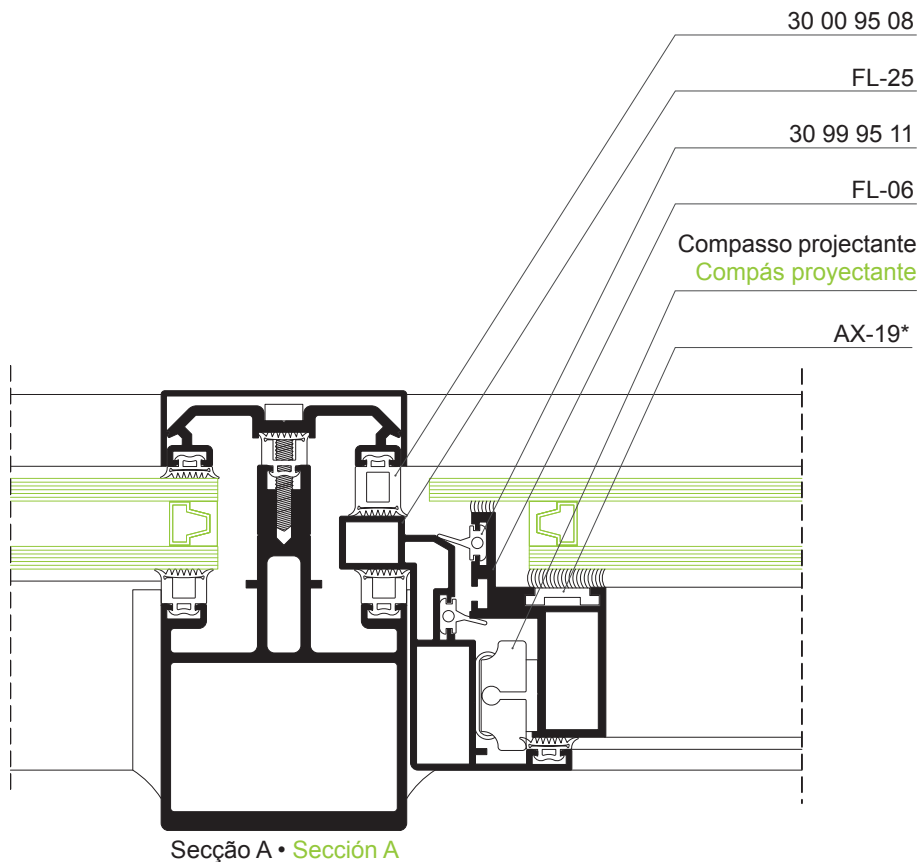 30 00 95 08
FL-25
30 99 95 11
FL-06
Compasso projectante
Compás proyectante
AX-19*
Secção A • Sección A